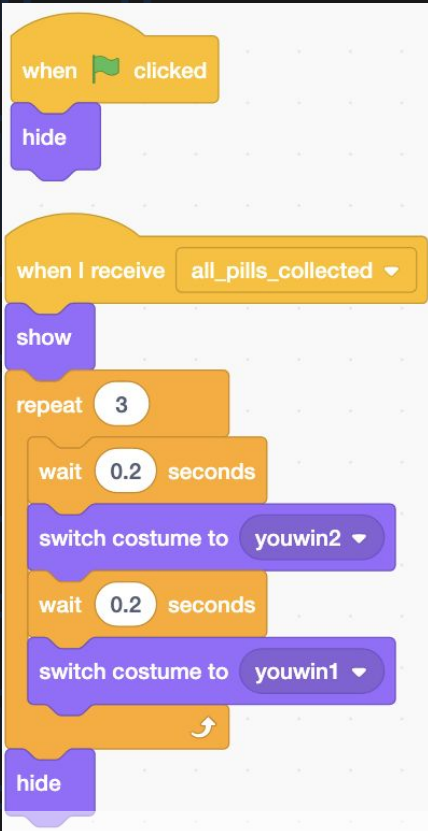 when clicked
hide
when I receive all_pills_collected
show
repeat 3
wait 0.2 seconds
switch costume to youwin2
wait 0.2 seconds
switch costume to youwin1
hide